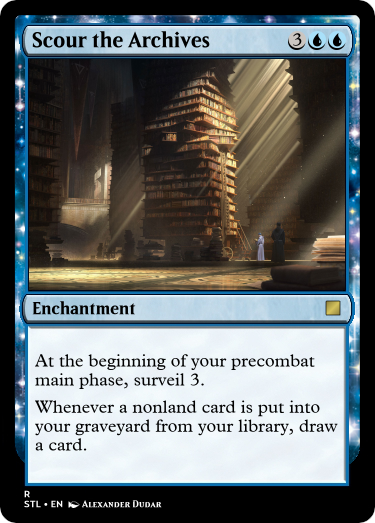 Scour the Archives 3
Enchantment
At the beginning of your precombat
main phase, surveil 3.
Whenever a nonland card is put into
your graveyard from your library, draw
a card.
R
STL • EN Alexander Dudar